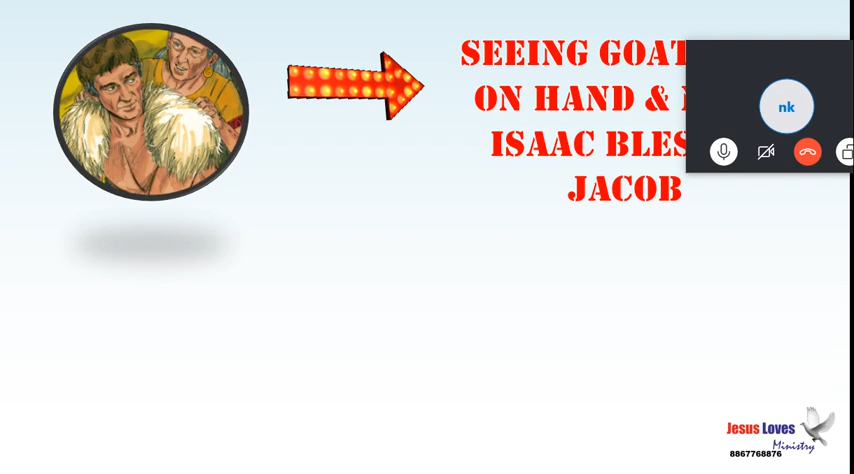 SEEING GOAT
ON HAND &
ISAAC BLES
JACOB
nk
Jesus Loves
Ministry
8867768876